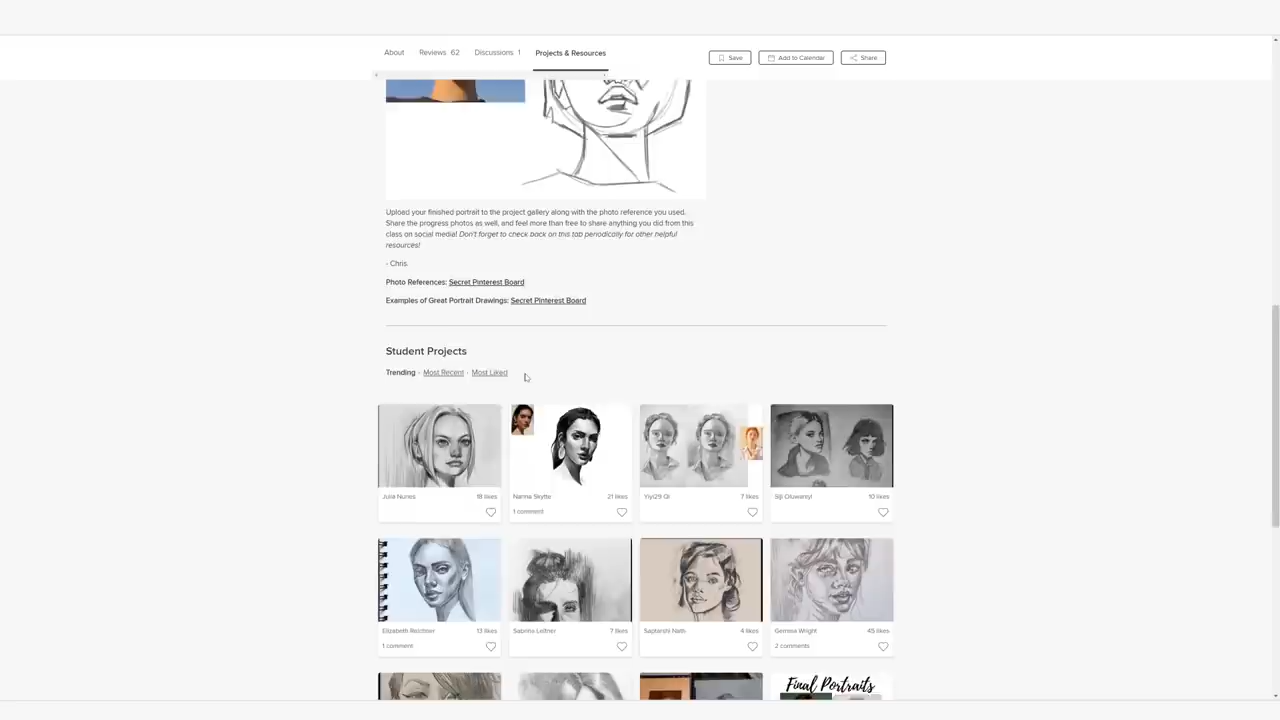 About Reviews 62 Discussions 1 Projects & Resources
Save Add to Calendar Share
Upload your finished portrait to the project gallery along with the photo reference you used.
Share the progress photos as well, and feel more than free to share anything you did from this
class on social media! Don't forget to check back on this tab periodically for other helpful
resources!
- Chris.
Photo References: Secret Pinterest Board
Examples of Great Portrait Drawings: Secret Pinterest Board
Student Projects
Trending · Most Recent · Most Liked
Julia Nunes 18 likes
Narina Skytte 21 likes
Yiyi29 Qi 7 likes
Siji Oluwanyi 10 likes
1 comment
Elizabeth 13 likes
Sabrina Leitner 7 likes
Saptarshi Nath 4 likes
Gemma Wright 45 likes
1 comment
2 comments
Final Portraits